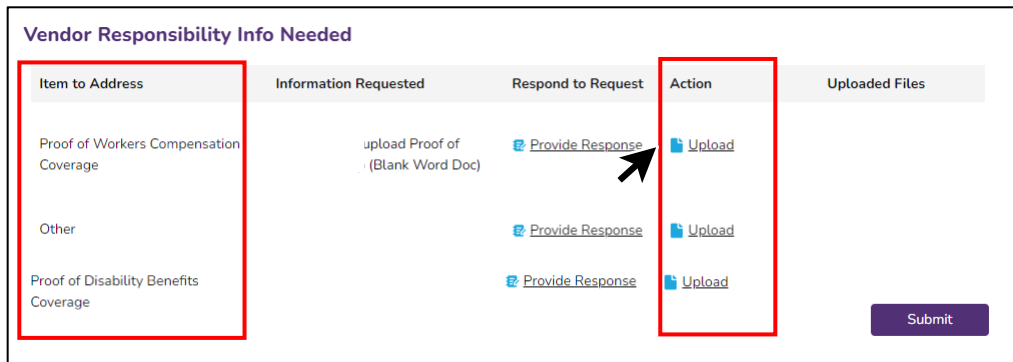 Vendor Responsibility Info Needed
Item to Address Information Requested Respond to Request Action Uploaded Files
Proof of Workers Compensation upload Proof of Provide Response Upload
Coverage (Blank Word Doc)
Other Provide Response Upload
Proof of Disability Benefits Provide Response Upload
Coverage
Submit